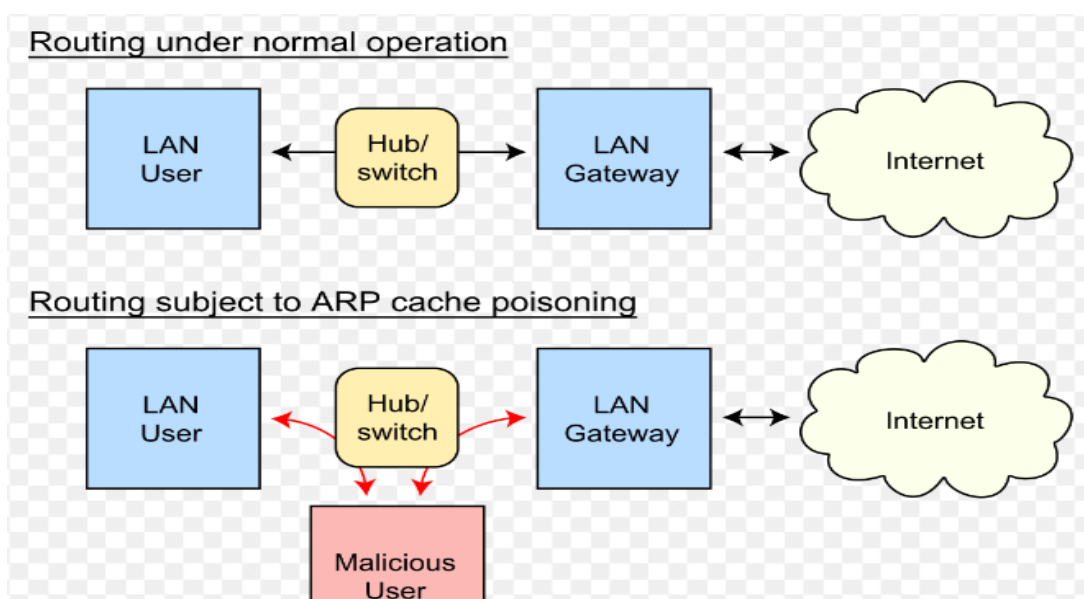 Routing under normal operation
LAN
User
Hub/
switch
LAN
Gateway
Internet
Routing subject to ARP cache poisoning
LAN
User
Hub/
switch
LAN
Gateway
Internet
Malicious
User